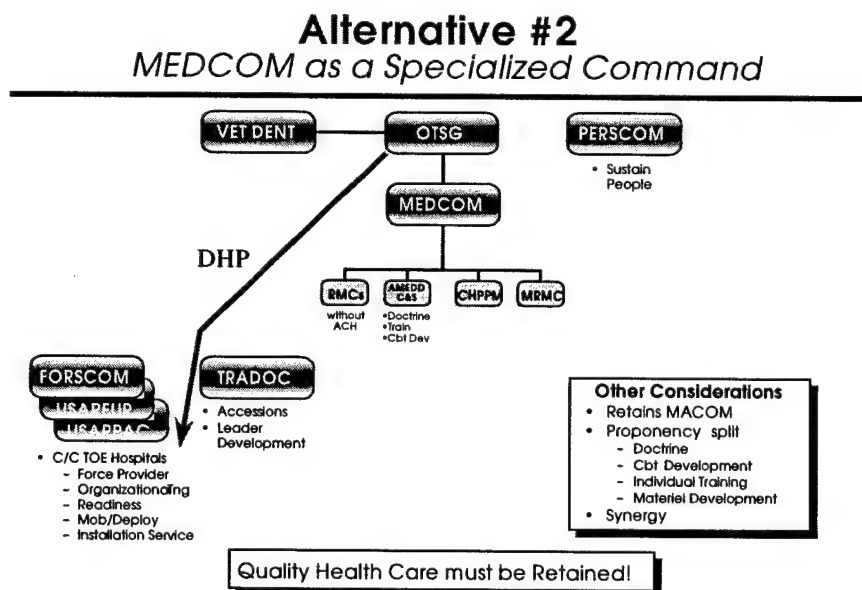 Alternative #2
MEDCOM as a Specialized Command
VET DENT
OTSG
PERSCOM
• Sustain
People
MEDCOM
DHP
RMCs
without
ACH
AMEDD
C&S
•Doctrine
•Train
•Cbt Dev
CHPPM
MRMC
FORSCOM
USAREUR
USARPAC
• C/C TOE Hospitals
– Force Provider
– Organizationaltng
– Readiness
– Mob/Deploy
– Installation Service
TRADOC
• Accessions
• Leader
Development
Other Considerations
• Retains MACOM
• Proponency split
– Doctrine
– Cbt Development
– Individual Training
– Materiel Development
• Synergy
Quality Health Care must be Retained!